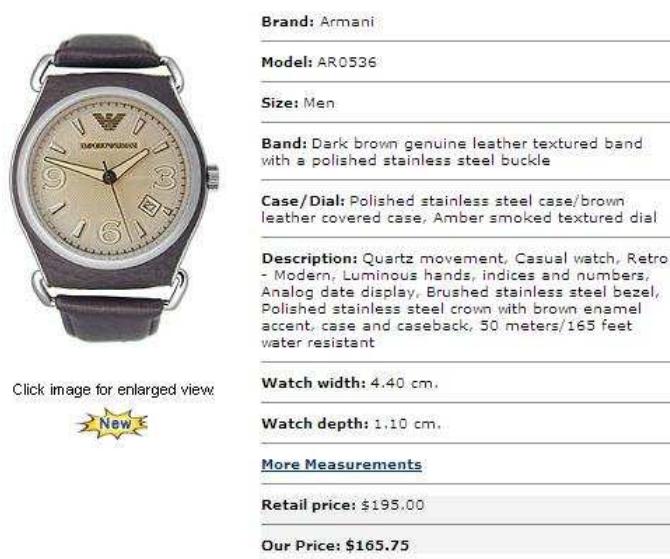 EMPORIO ARMANI
9
3
6
Click image for enlarged view.
New
Brand: Armani
Model: AR0536
Size: Men
Band: Dark brown genuine leather textured band
with a polished stainless steel buckle
Case/Dial: Polished stainless steel case/brown
leather covered case, Amber smoked textured dial
Description: Quartz movement, Casual watch, Retro
- Modern, Luminous hands, indices and numbers,
Analog date display, Brushed stainless steel bezel,
Polished stainless steel crown with brown enamel
accent, case and caseback, 50 meters/165 feet
water resistant
Watch width: 4.40 cm.
Watch depth: 1.10 cm.
More Measurements
Retail price: $195.00
Our Price: $165.75